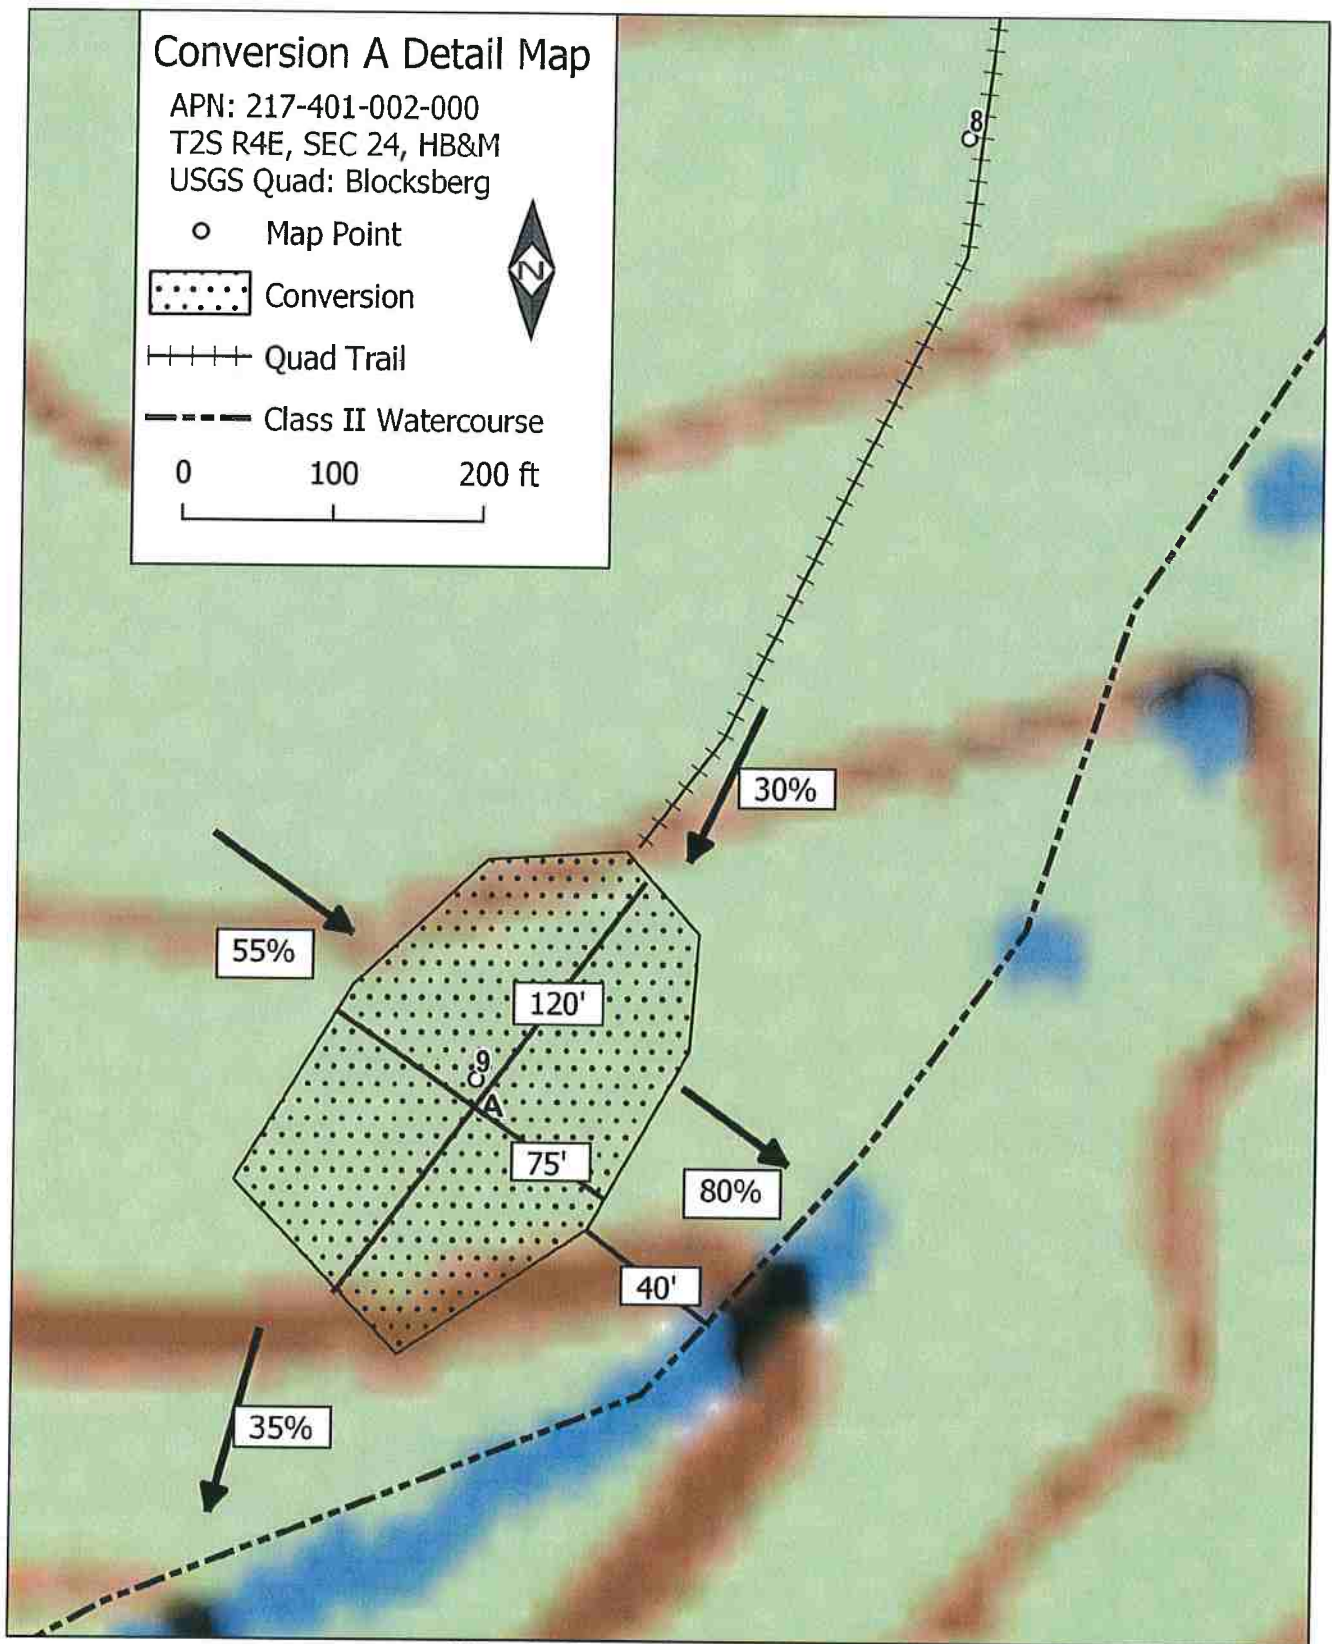 Conversion A Detail Map
APN: 217-401-002-000
T2S R4E, SEC 24, HB&M
USGS Quad: Blocksberg
Map Point
N
Conversion
Quad Trail
Class II Watercourse
0 100 200 ft
8
30%
55%
120'
9
A
75'
80%
40'
35%